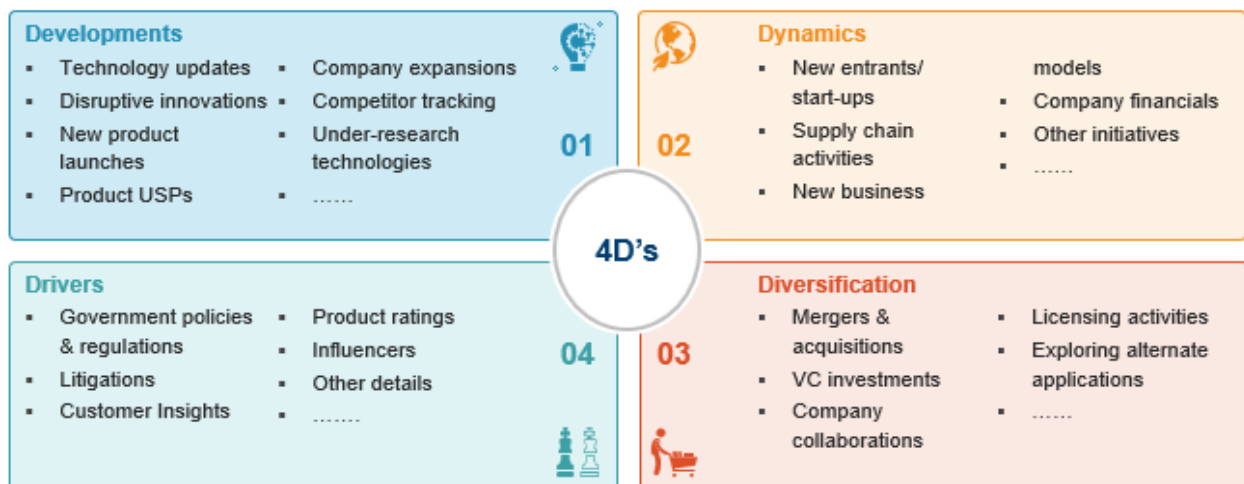 Developments
▪ Technology updates
▪ Disruptive innovations
▪ New product
launches
▪ Product USPs
▪ Company expansions
▪ Competitor tracking
▪ Under-research
technologies
▪ ……
01
Dynamics
▪ New entrants/
start-ups
▪ Supply chain
activities
▪ New business
models
▪ Company financials
▪ Other initiatives
▪ ……
02
4D's
Drivers
▪ Government policies
& regulations
▪ Litigations
▪ Customer Insights
▪ Product ratings
▪ Influencers
▪ Other details
▪ …….
04
Diversification
▪ Mergers &
acquisitions
▪ VC investments
▪ Company
collaborations
▪ Licensing activities
▪ Exploring alternate
applications
▪ ……
03